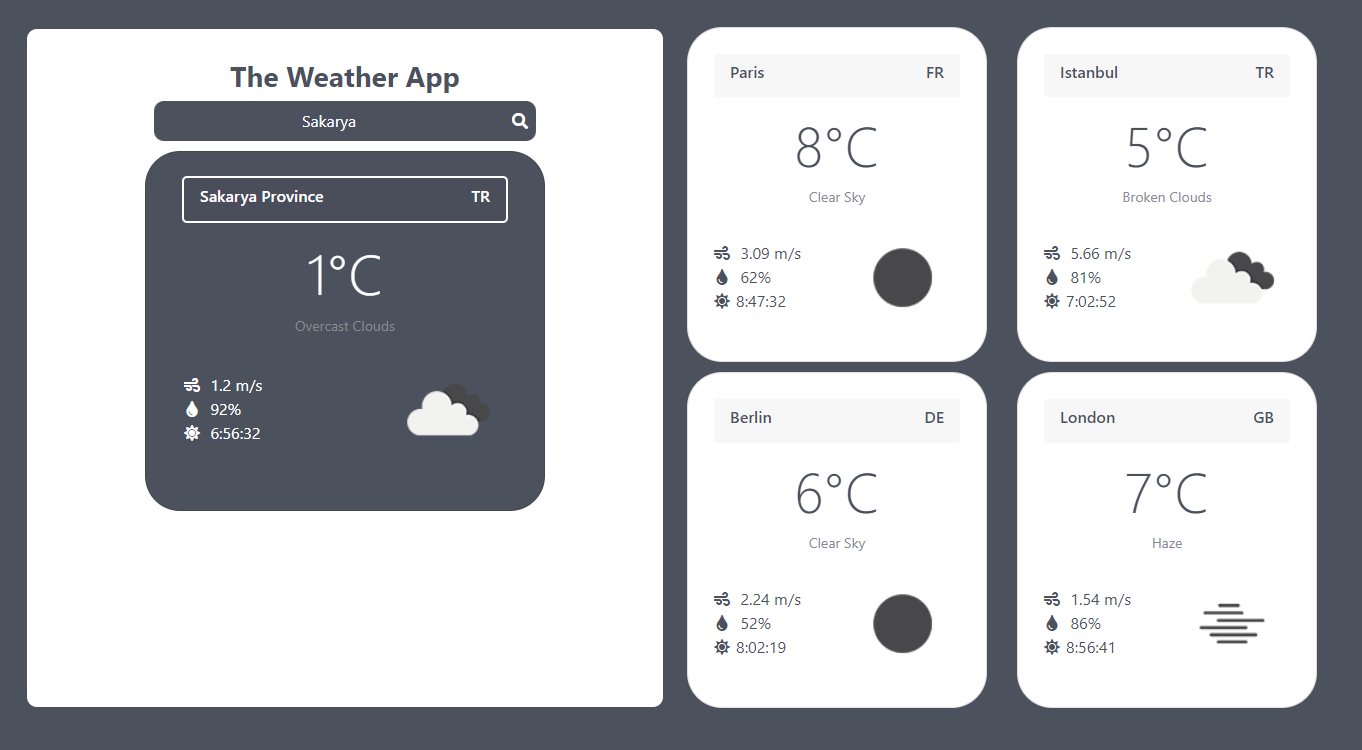 The Weather App
Sakarya
Sakarya Province TR
1°C
Overcast Clouds
1.2 m/s
92%
6:56:32
Paris FR
8°C
Clear Sky
3.09 m/s
62%
8:47:32
Istanbul TR
5°C
Broken Clouds
5.66 m/s
81%
7:02:52
Berlin DE
6°C
Clear Sky
2.24 m/s
52%
8:02:19
London GB
7°C
Haze
1.54 m/s
86%
8:56:41